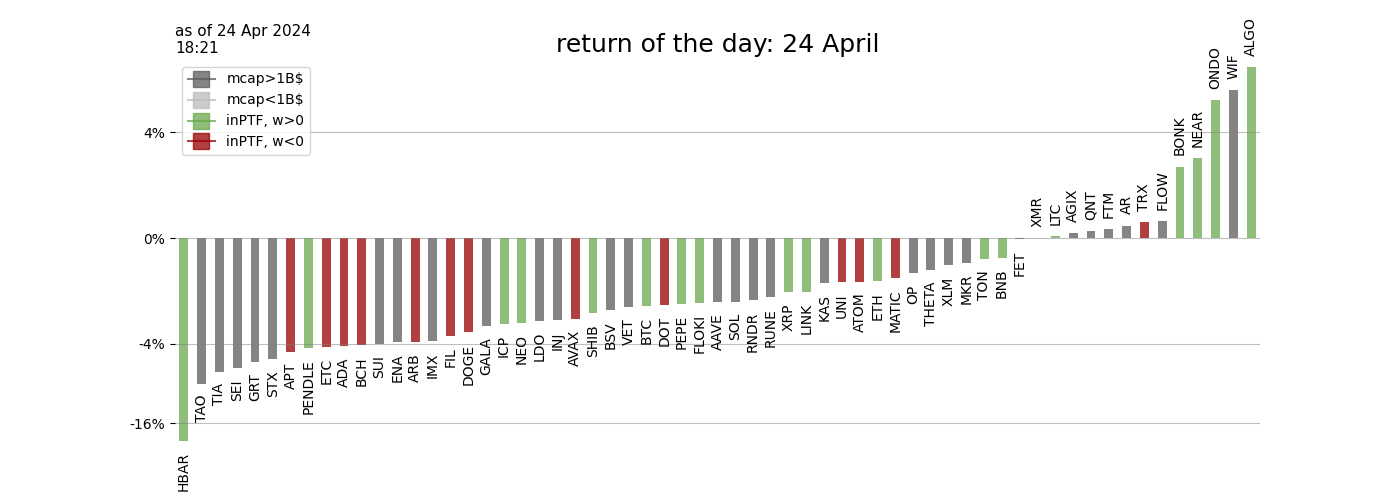 as of 24 Apr 2024
18:21
return of the day: 24 April
mcap>1B$
mcap<1B$
inPTF, w>0
inPTF, w<0
4%
0%
-4%
-16%
HBAR
TAO
TIA
SEI
GRT
STX
APT
PENDLE
ETC
ADA
BCH
SUI
ENA
ARB
IMX
FIL
DOGE
GALA
ICP
NEO
LDO
INJ
AVAX
SHIB
BSV
VET
BTC
DOT
PEPE
FLOKI
AAVE
SOL
RNDR
RUNE
XRP
LINK
KAS
UNI
ATOM
ETH
MATIC
OP
THETA
XLM
MKR
TON
BNB
FET
XMR
LTC
AGIX
QNT
FTM
AR
TRX
FLOW
BONK
NEAR
ONDO
WIF
ALGO